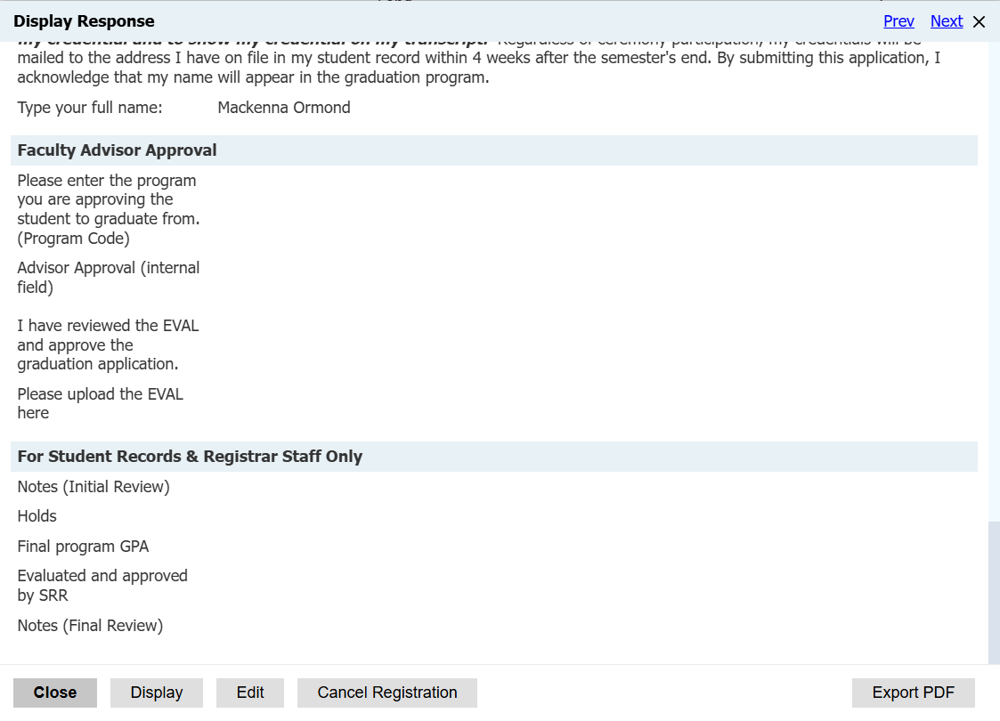 Display Response
Prev Next
my credential and to show my credential on my transcript. Regardless of ceremony participation, my credentials will be
mailed to the address I have on file in my student record within 4 weeks after the semester's end. By submitting this application, I
acknowledge that my name will appear in the graduation program.
Type your full name: Mackenna Ormond
Faculty Advisor Approval
Please enter the program
you are approving the
student to graduate from.
(Program Code)
Advisor Approval (internal
field)
I have reviewed the EVAL
and approve the
graduation application.
Please upload the EVAL
here
For Student Records & Registrar Staff Only
Notes (Initial Review)
Holds
Final program GPA
Evaluated and approved
by SRR
Notes (Final Review)
Close Display Edit Cancel Registration Export PDF